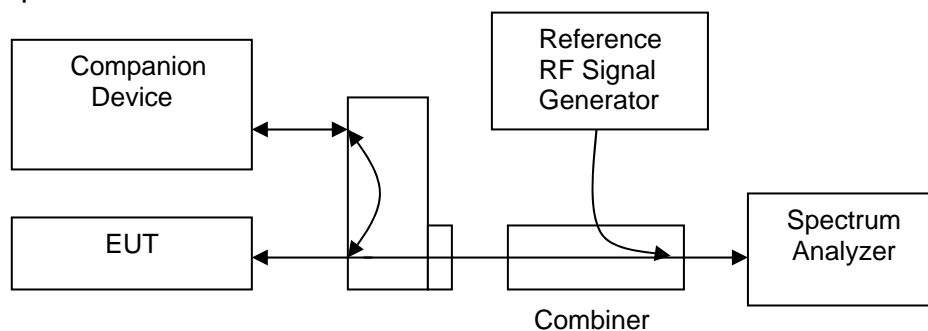 Companion
Device
Reference
RF Signal
Generator
EUT
Spectrum
Analyzer
Combiner